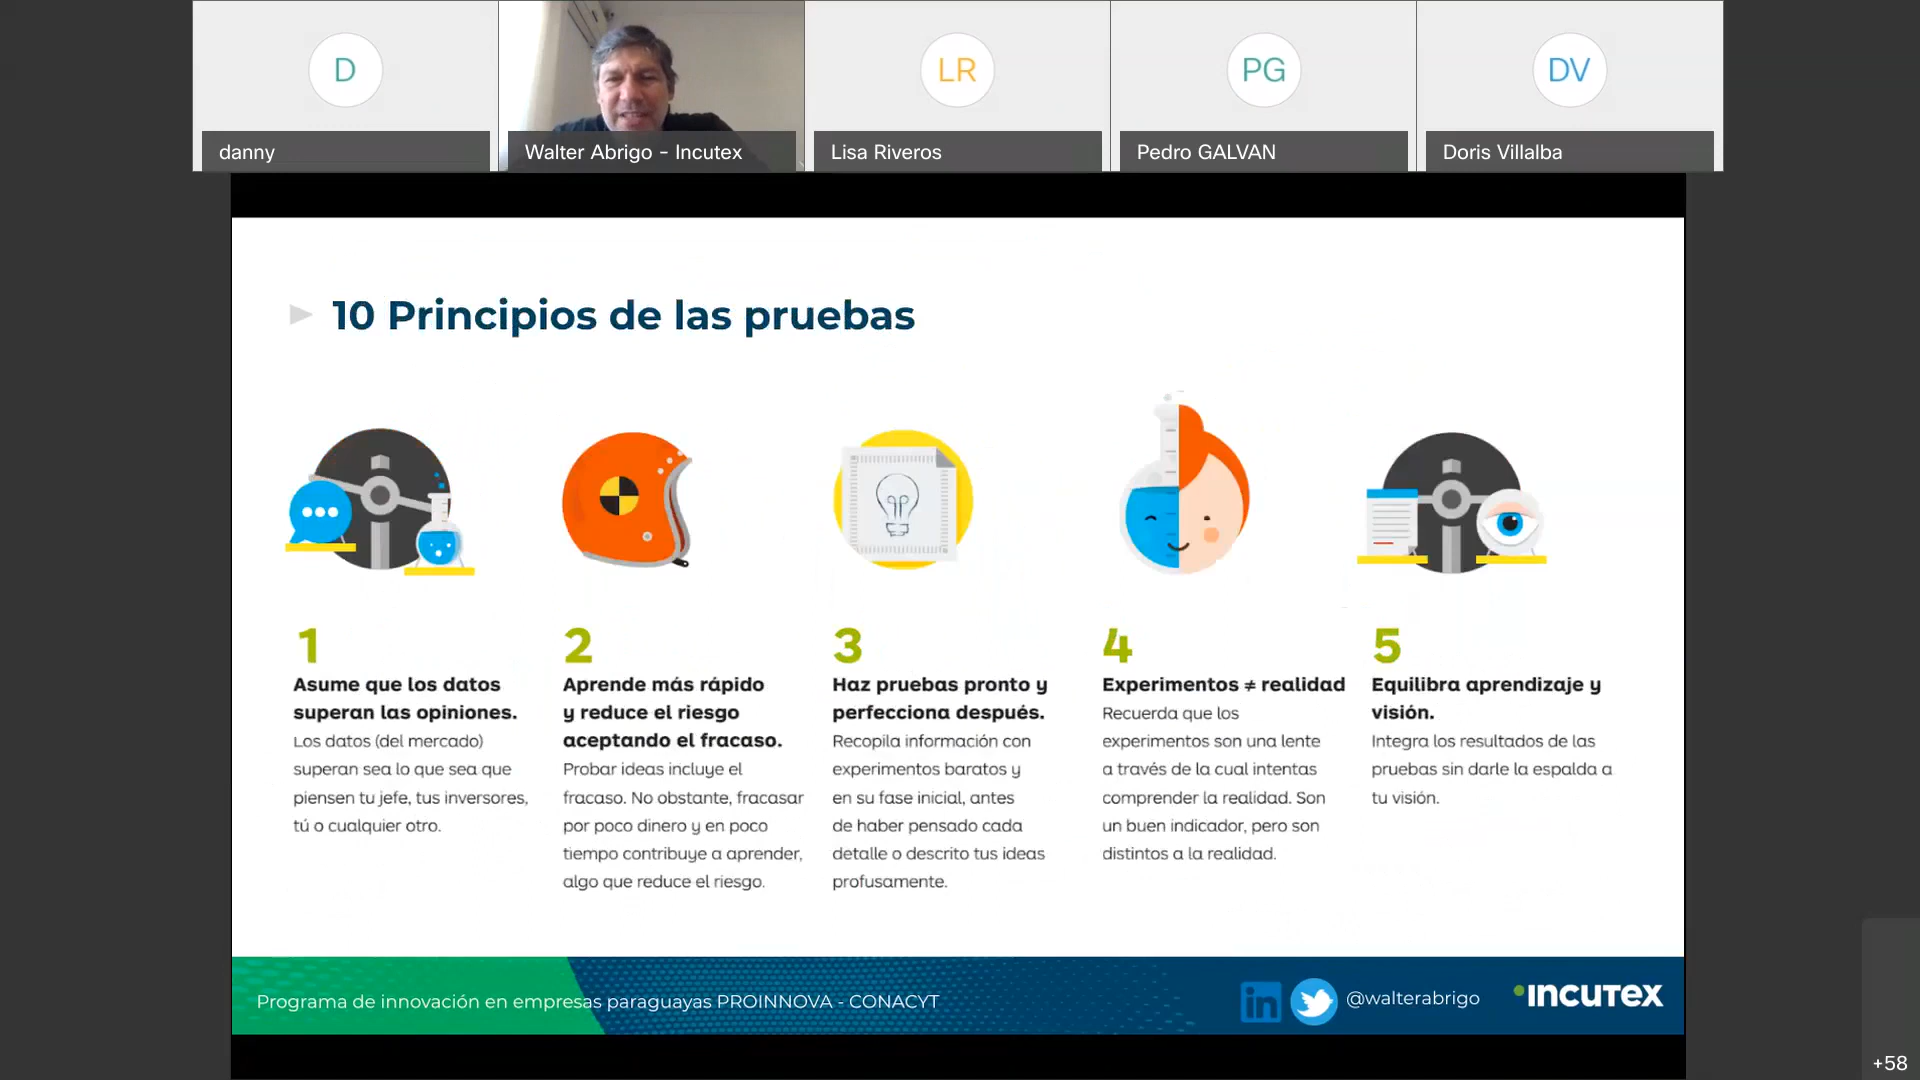 D
LR
PG
DV
danny
Walter Abrigo - Incutex
Lisa Riveros
Pedro GALVAN
Doris Villalba
10 Principios de las pruebas
1
Asume que los datos
superan las opiniones.
Los datos (del mercado)
superan sea lo que sea que
piensen tu jefe, tus inversores,
tú o cualquier otro.
2
Aprende más rápido
y reduce el riesgo
aceptando el fracaso.
Probar ideas incluye el
fracaso. No obstante, fracasar
por poco dinero y en poco
tiempo contribuye a aprender,
algo que reduce el riesgo.
3
Haz pruebas pronto y
perfecciona después.
Recopila información con
experimentos baratos y
en su fase inicial, antes
de haber pensado cada
detalle o descrito tus ideas
profusamente.
4
Experimentos ≠ realidad
Recuerda que los
experimentos son una lente
a través de la cual intentas
comprender la realidad. Son
un buen indicador, pero son
distintos a la realidad.
5
Equilibra aprendizaje y
visión.
Integra los resultados de las
pruebas sin darle la espalda a
tu visión.
Programa de innovación en empresas paraguayas PROINNOVA - CONACYT
in
@walterabrigo
INCUTEX
+58